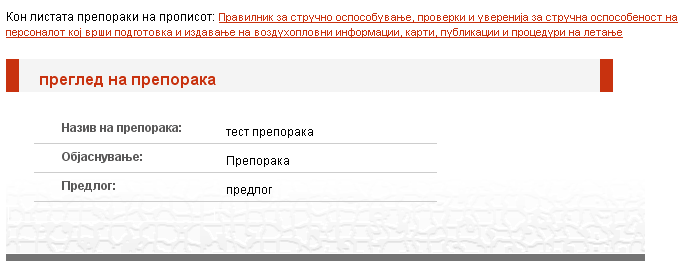 Кон листата препораки на прописот: Правилник за стручно оспособување, проверки и уверенија за стручна оспособеност на
персоналот кој врши подготовка и издавање на воздухопловни информации, карти, публикации и процедури на летање
преглед на препорака
Назив на препорака: тест препорака
Објаснување: Препорака
Предлог: предлог